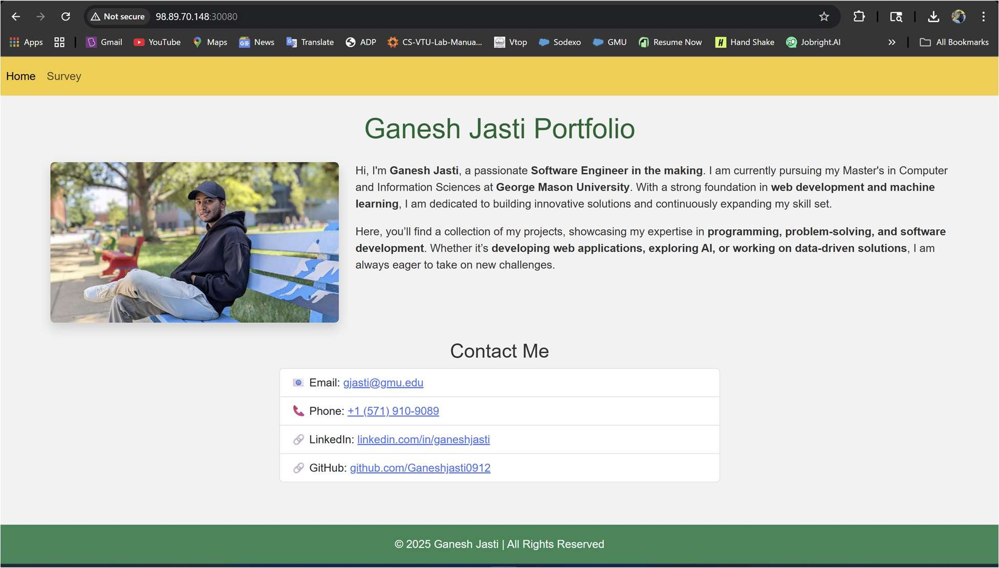 Not secure 98.89.70.148:30080
Apps Gmail YouTube Maps News Translate ADP CS-VTU-Lab-Manua... Vtop Sodexo GMU Resume Now Hand Shake Jobright.AI » All Bookmarks
Home Survey
Ganesh Jasti Portfolio
Hi, I'm Ganesh Jasti, a passionate Software Engineer in the making. I am currently pursuing my Master's in Computer
and Information Sciences at George Mason University. With a strong foundation in web development and machine
learning, I am dedicated to building innovative solutions and continuously expanding my skill set.
Here, you’ll find a collection of my projects, showcasing my expertise in programming, problem-solving, and software
development. Whether it’s developing web applications, exploring AI, or working on data-driven solutions, I am
always eager to take on new challenges.
Contact Me
Email: gjasti@gmu.edu
Phone: +1 (571) 910-9089
LinkedIn: linkedin.com/in/ganeshjasti
GitHub: github.com/Ganeshjasti0912
© 2025 Ganesh Jasti | All Rights Reserved